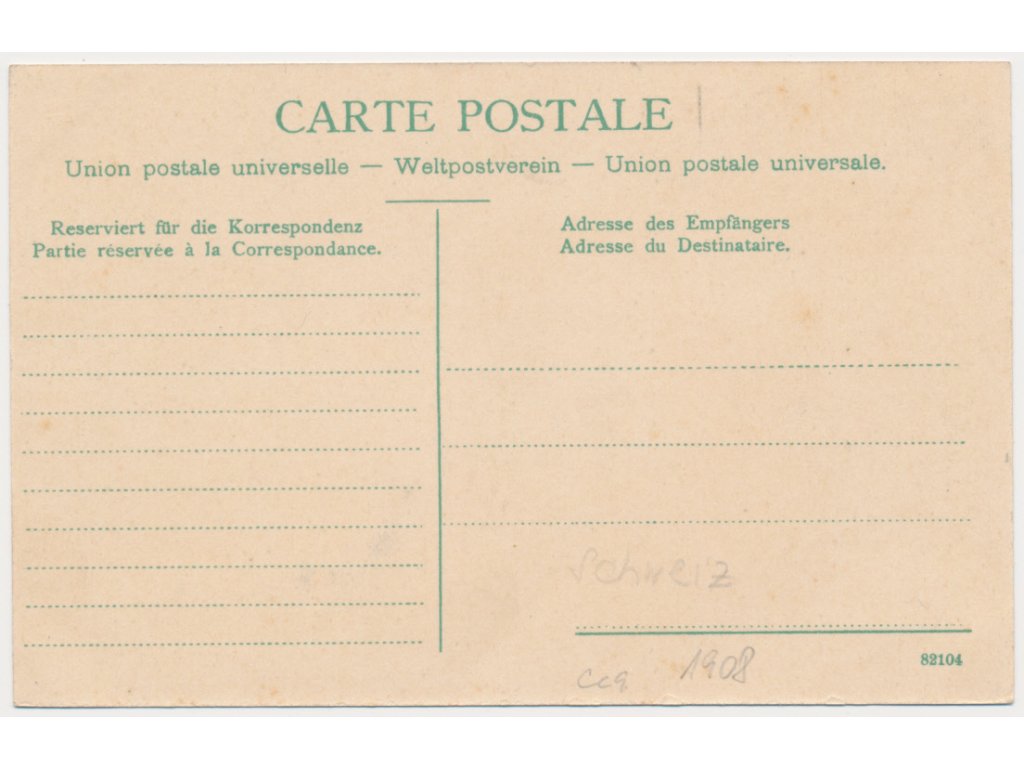 CARTE POSTALE
Union postale universelle — Weltpostverein — Union postale universale.
Reserviert für die Korrespondenz
Partie réservée à la Correspondance.
Adresse des Empfängers
Adresse du Destinataire.
Schweiz
82104
1908